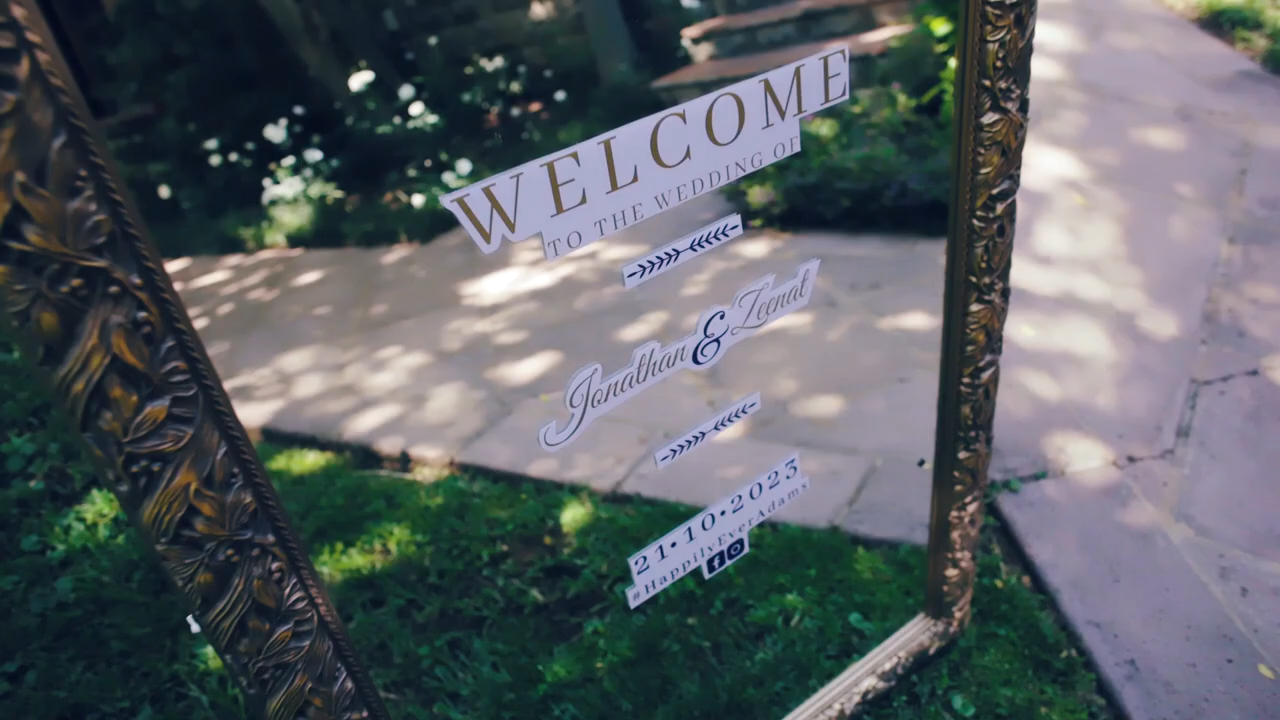 WELCOME
TO THE WEDDING OF
Jonathan & Zeenat
21•10•2023
#HappilyEverAdams